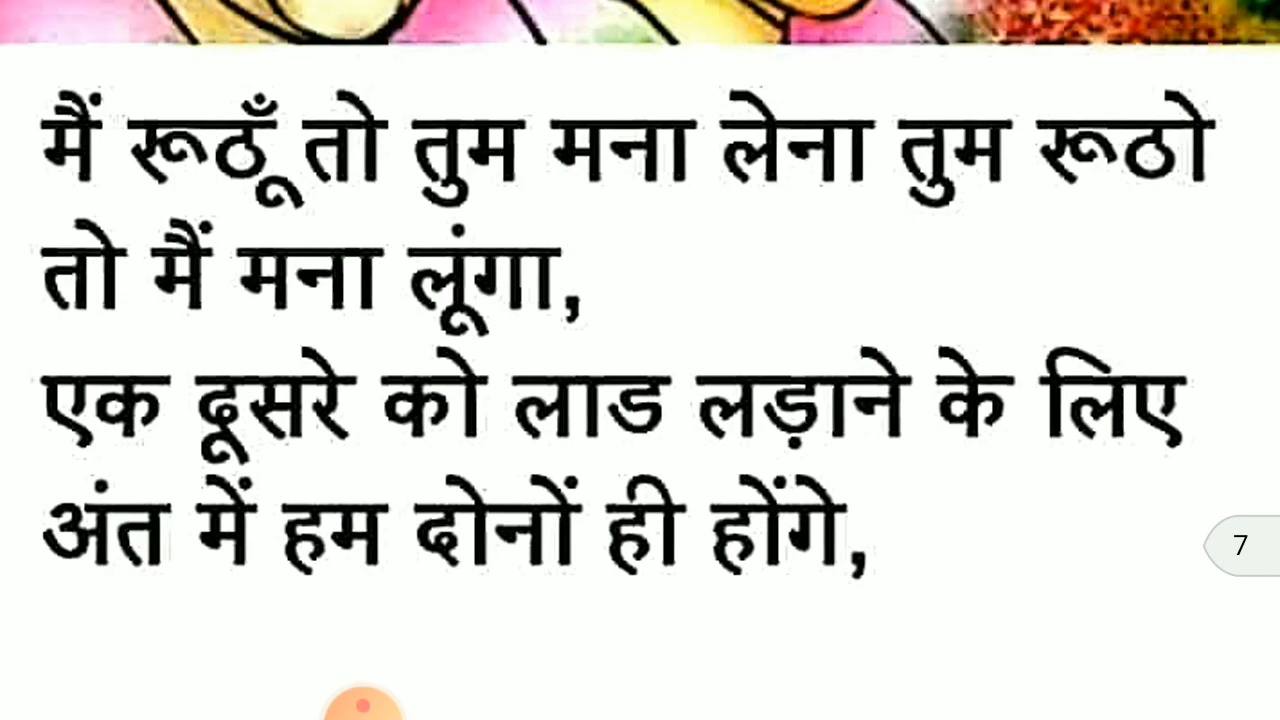 मैं रूठूँ तो तुम मना लेना तुम रूठो
तो मैं मना लूंगा,
एक दूसरे को लाड लड़ाने के लिए
अंत में हम दोनों ही होंगे,
7